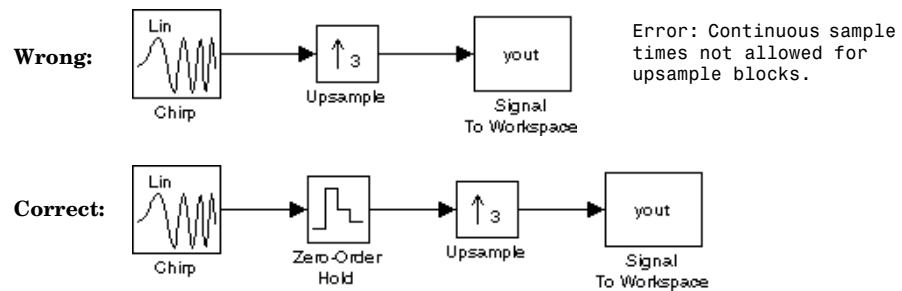 Wrong:
Lin
Chirp
↑ 3
Upsample
yout
Signal
To Workspace
Error: Continuous sample
times not allowed for
upsample blocks.
Correct:
Lin
Chirp
Zero-Order
Hold
↑ 3
Upsample
yout
Signal
To Workspace